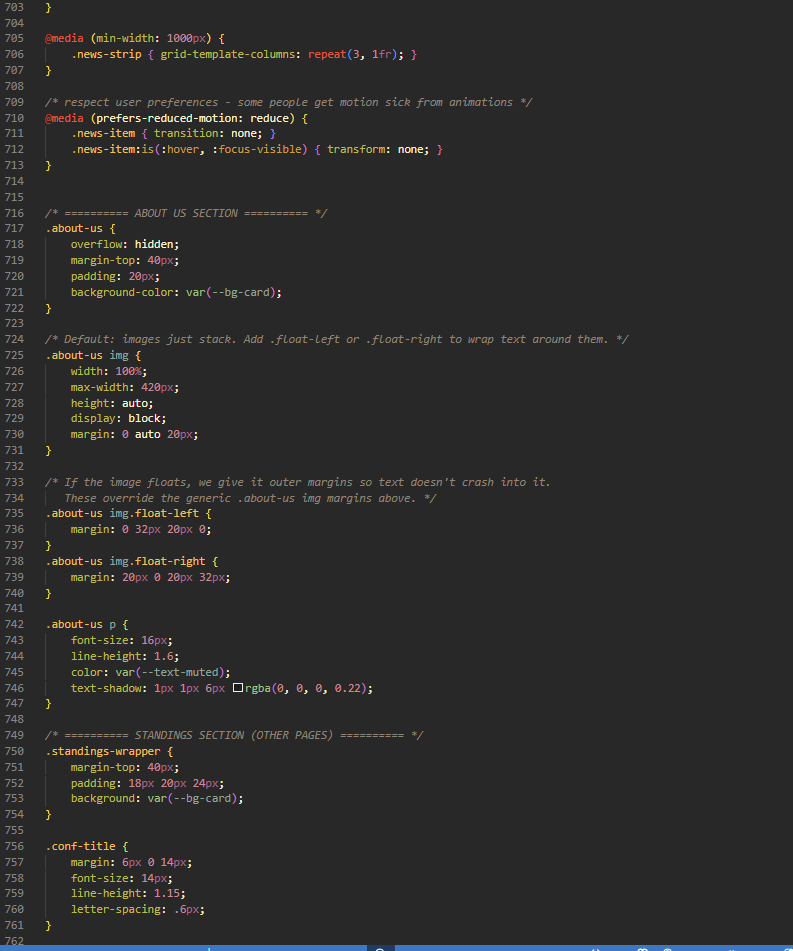 703 }
704
705 @media (min-width: 1000px) {
706 .news-strip { grid-template-columns: repeat(3, 1fr); }
707 }
708
709 /* respect user preferences - some people get motion sick from animations */
710 @media (prefers-reduced-motion: reduce) {
711 .news-item { transition: none; }
712 .news-item:is(:hover, :focus-visible) { transform: none; }
713 }
714
715
716 /* ========== ABOUT US SECTION ========== */
717 .about-us {
718 overflow: hidden;
719 margin-top: 40px;
720 padding: 20px;
721 background-color: var(--bg-card);
722 }
723
724 /* Default: images just stack. Add .float-left or .float-right to wrap text around them. */
725 .about-us img {
726 width: 100%;
727 max-width: 420px;
728 height: auto;
729 display: block;
730 margin: 0 auto 20px;
731 }
732
733 /* If the image floats, we give it outer margins so text doesn't crash into it.
734 These override the generic .about-us img margins above. */
735 .about-us img.float-left {
736 margin: 0 32px 20px 0;
737 }
738 .about-us img.float-right {
739 margin: 20px 0 20px 32px;
740 }
741
742 .about-us p {
743 font-size: 16px;
744 line-height: 1.6;
745 color: var(--text-muted);
746 text-shadow: 1px 1px 6px rgba(0, 0, 0, 0.22);
747 }
748
749 /* ========== STANDINGS SECTION (OTHER PAGES) ========== */
750 .standings-wrapper {
751 margin-top: 40px;
752 padding: 18px 20px 24px;
753 background: var(--bg-card);
754 }
755
756 .conf-title {
757 margin: 6px 0 14px;
758 font-size: 14px;
759 line-height: 1.15;
760 letter-spacing: .6px;
761 }
762